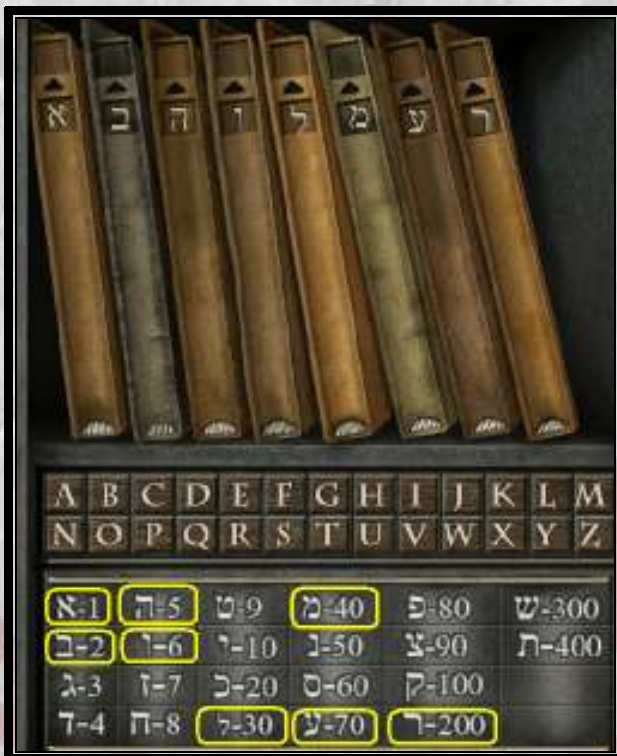 א ב ה ו ל מ ע ר
A B C D E F G H I J K L M
N O P Q R S T U V W X Y Z
א-1 ה-5 ט-9 מ-40 פ-80 ש-300
ב-2 ו-6 י-10 נ-50 צ-90 ת-400
ג-3 ז-7 כ-20 ס-60 ק-100
ד-4 ח-8 ל-30 ע-70 ר-200